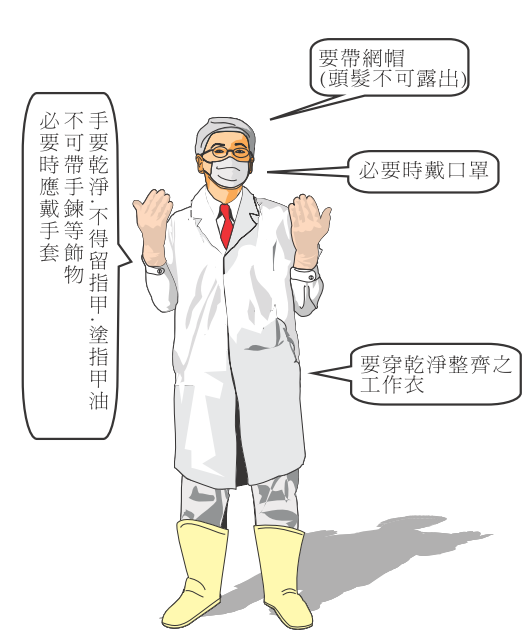 要帶網帽
(頭髮不可露出)
必要時戴口罩
手要乾淨.不得留指甲.塗指甲油
不可帶手鍊等飾物
必要時應戴手套
要穿乾淨整齊之
工作衣